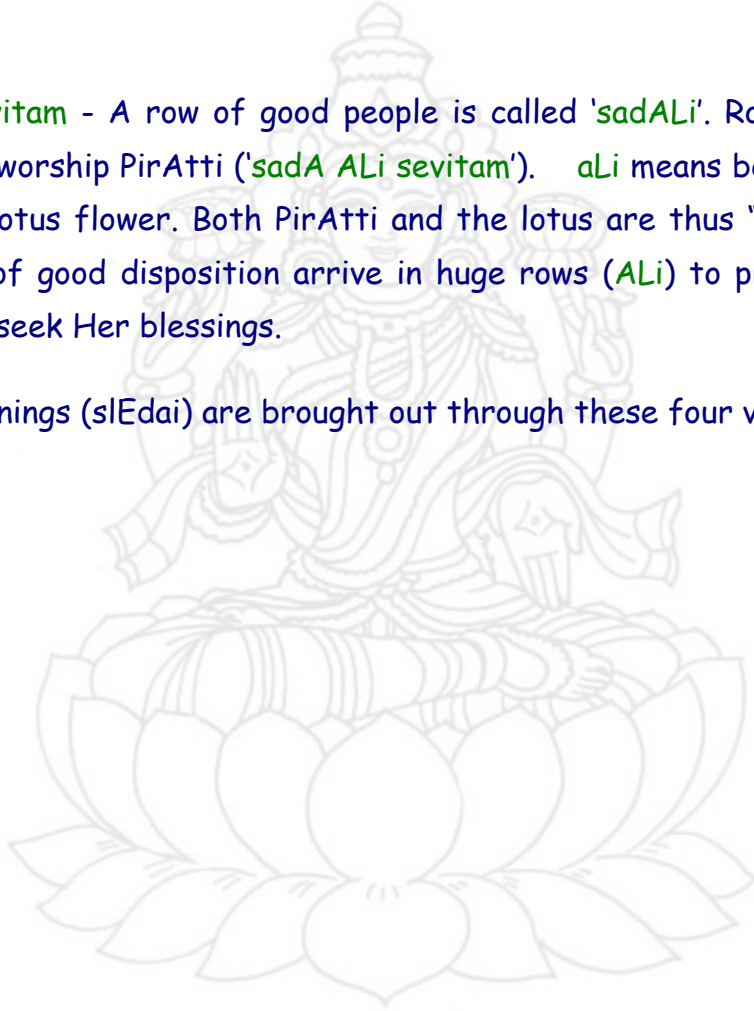 vitam - A row of good people is called ‘sadALi’. Ro
worship PirAtti (‘sadA ALi sevitam’). aLi means b
otus flower. Both PirAtti and the lotus are thus ‘
of good disposition arrive in huge rows (ALi) to p
seek Her blessings.
nings (slEdai) are brought out through these four v